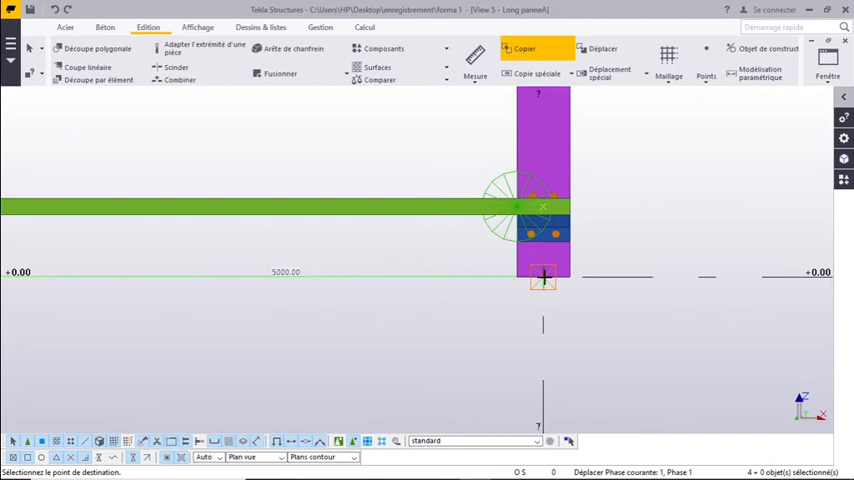 Tekla Structures - C:\Users\HP\Desktop\enregistrement\forma 1 - [View 5 - Long panneA]
Se connecter
Acier Béton Edition Affichage Dessins & listes Gestion Calcul
Démarrage rapide
Découpe polygonale
Coupe linéaire
Découpe par élément
Adapter l'extrémité d'une pièce
Scinder
Combiner
Arête de chanfrein
Fusionner
Composants
Surfaces
Comparer
Mesure
Copier
Copie spéciale
Déplacer
Déplacement spécial
Maillage
Points
Objet de construct
Modélisation paramétrique
Fenêtre
?
+0.00
5000.00
+0.00
?
Z
Y
X
standard
Auto
Plan vue
Plans contour
Sélectionnez le point de destination.
O S
0
Déplacer Phase courante: 1, Phase 1
4 + 0 objet(s) sélectionné(s)